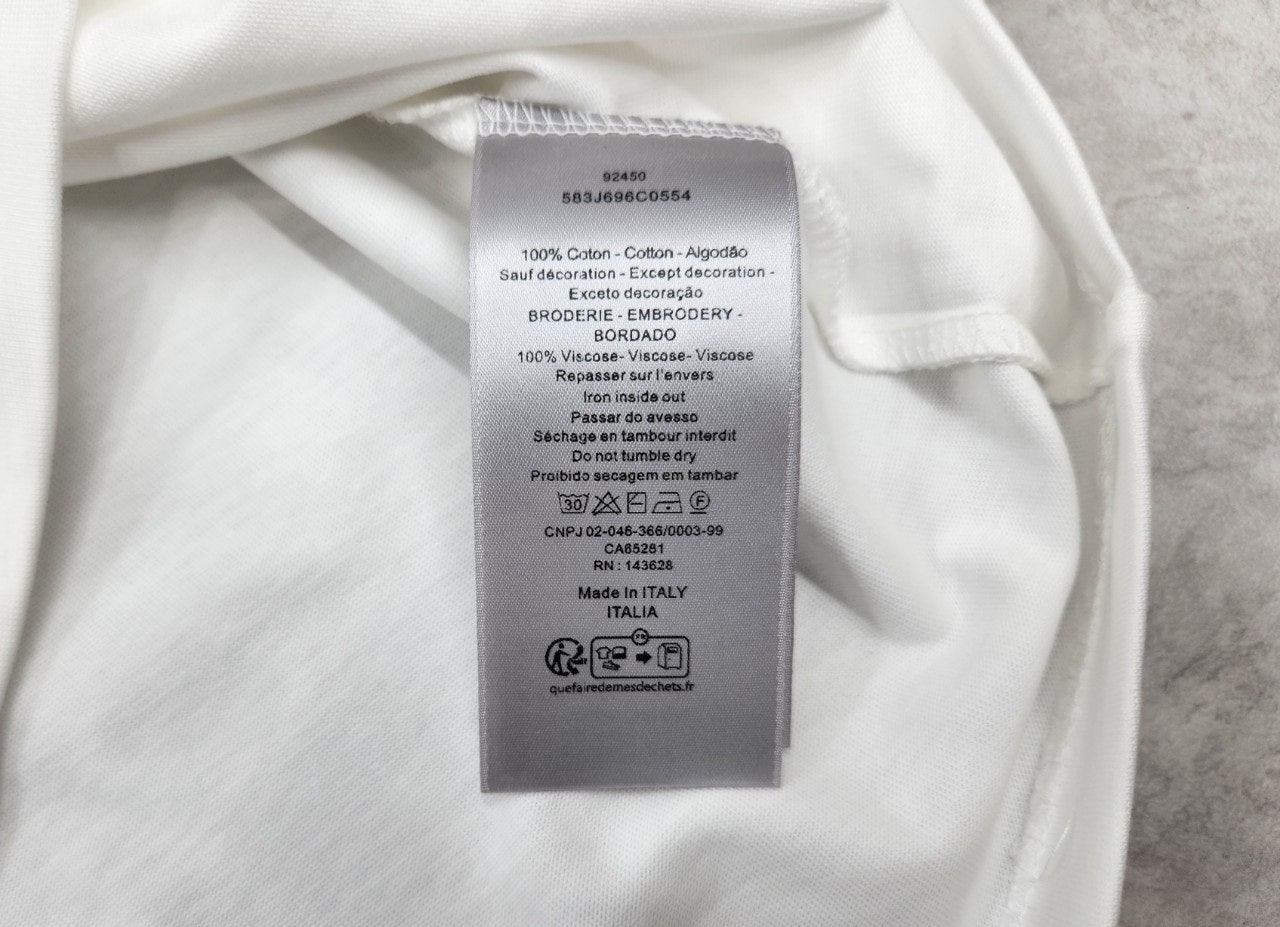 92450
583J696C0554
100% Coton - Cotton - Algodão
Sauf décoration - Except decoration -
Exceto decoração
BRODERIE - EMBRODERY -
BORDADO
100% Viscose- Viscose- Viscose
Repasser sur l'envers
Iron inside out
Passar do avesso
Séchage en tambour interdit
Do not tumble dry
Proibido secagem em tambar
30 F
CNPJ 02-046-366/0003-99
CA65281
RN : 143628
Made In ITALY
ITALIA
FR
quefairedemesdechets.fr